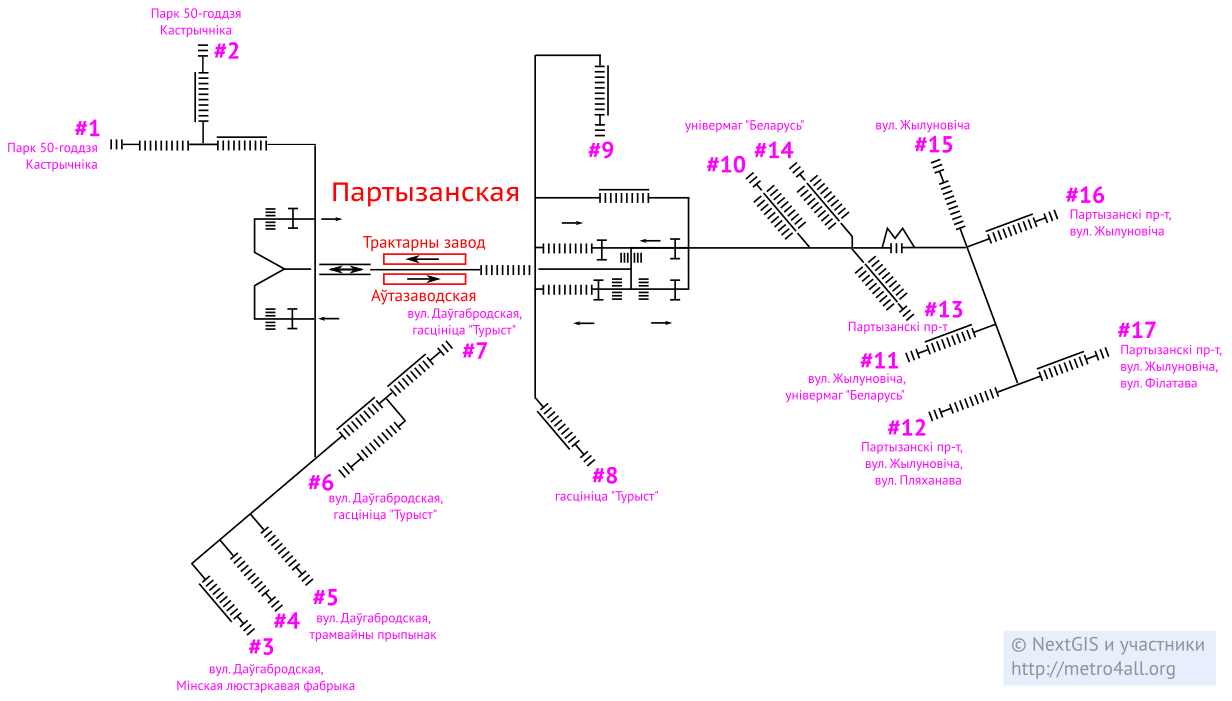 Парк 50-годдзя
Кастрычніка
#2
#1
Парк 50-годдзя
Кастрычніка
Партызанская
Трактарны завод
Аўтазаводская
вул. Даўгабродская,
гасцініца "Турыст"
#7
#6
вул. Даўгабродская,
гасцініца "Турыст"
#5
вул. Даўгабродская,
трамвайны прыпынак
#4
#3
вул. Даўгабродская,
Мінская люстэркавая фабрыка
#9
#8
гасцініца "Турыст"
універмаг "Беларусь"
#10
#14
вул. Жылуновіча
#15
#16
Партызанскі пр-т,
вул. Жылуновіча
#13
Партызанскі пр-т
#11
вул. Жылуновіча,
універмаг "Беларусь"
#17
Партызанскі пр-т,
вул. Жылуновіча,
вул. Філатава
#12
Партызанскі пр-т,
вул. Жылуновіча,
вул. Пляханава
© NextGIS и участники
http://metro4all.org